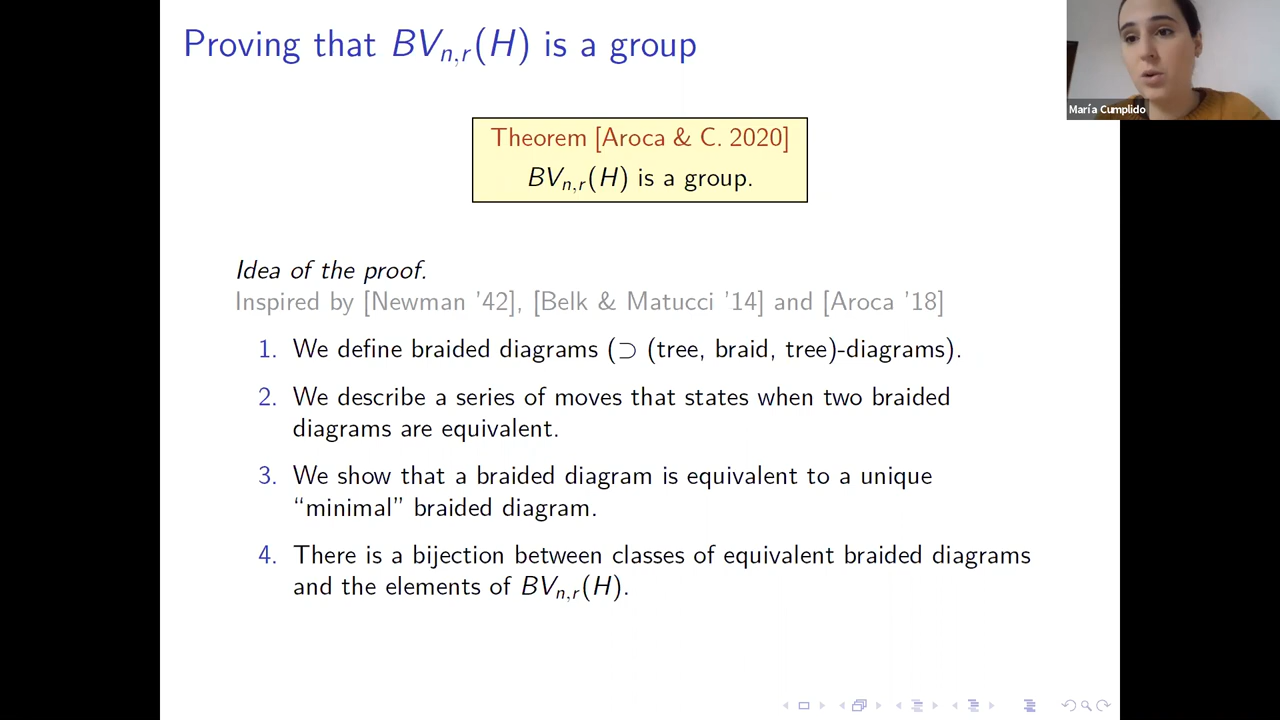 Proving that BVn,r(H) is a group
María Cumplido
Theorem [Aroca & C. 2020]
BVn,r(H) is a group.
Idea of the proof.
Inspired by [Newman '42], [Belk & Matucci '14] and [Aroca '18]
1. We define braided diagrams (⊃ (tree, braid, tree)-diagrams).
2. We describe a series of moves that states when two braided
diagrams are equivalent.
3. We show that a braided diagram is equivalent to a unique
“minimal” braided diagram.
4. There is a bijection between classes of equivalent braided diagrams
and the elements of BVn,r(H).